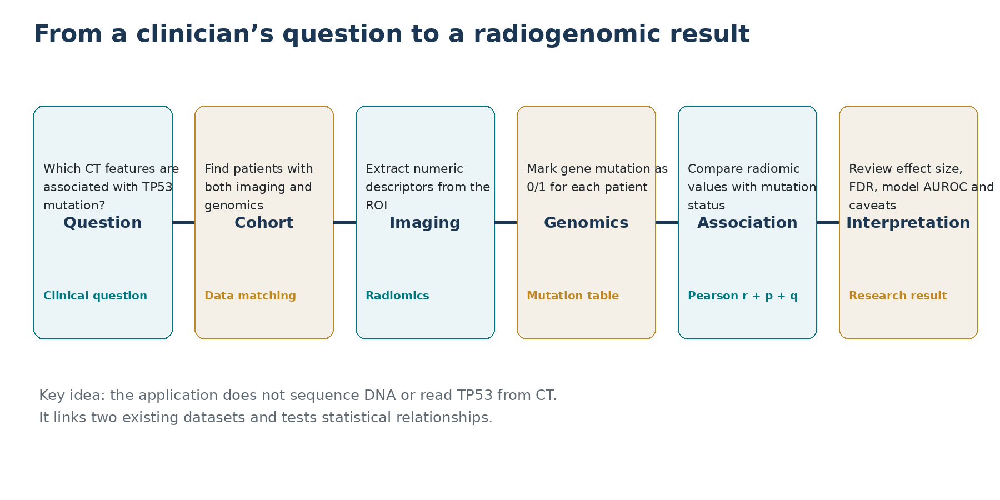 From a clinician’s question to a radiogenomic result
Which CT features are
associated with TP53
mutation?
Question
Clinical question
Find patients with
both imaging and
genomics
Cohort
Data matching
Extract numeric
descriptors from the
ROI
Imaging
Radiomics
Mark gene mutation as
0/1 for each patient
Genomics
Mutation table
Compare radiomic
values with mutation
status
Association
Pearson r + p + q
Review effect size,
FDR, model AUROC and
caveats
Interpretation
Research result
Key idea: the application does not sequence DNA or read TP53 from CT.
It links two existing datasets and tests statistical relationships.